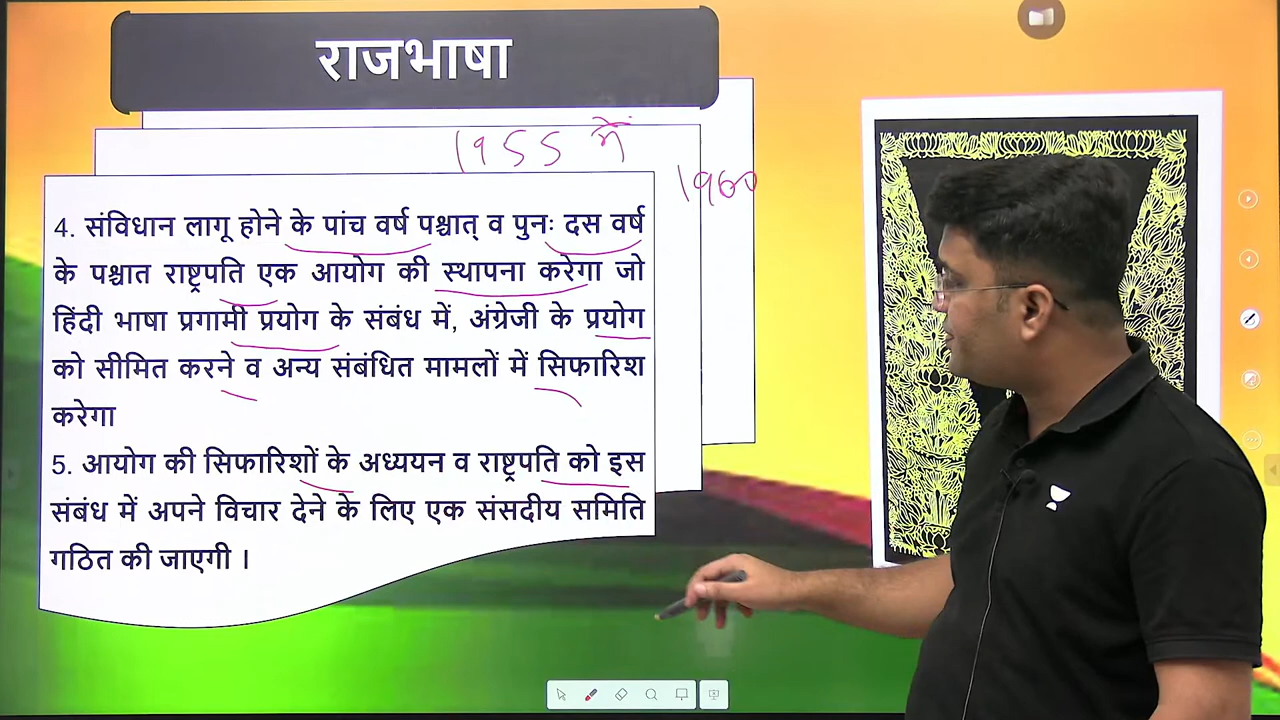 राजभाषा
1955 में
1960
4. संविधान लागू होने के पांच वर्ष पश्चात् व पुनः दस वर्ष
के पश्चात राष्ट्रपति एक आयोग की स्थापना करेगा जो
हिंदी भाषा प्रगामी प्रयोग के संबंध में, अंग्रेजी के प्रयोग
को सीमित करने व अन्य संबंधित मामलों में सिफारिश
करेगा
5. आयोग की सिफारिशों के अध्ययन व राष्ट्रपति को इस
संबंध में अपने विचार देने के लिए एक संसदीय समिति
गठित की जाएगी ।